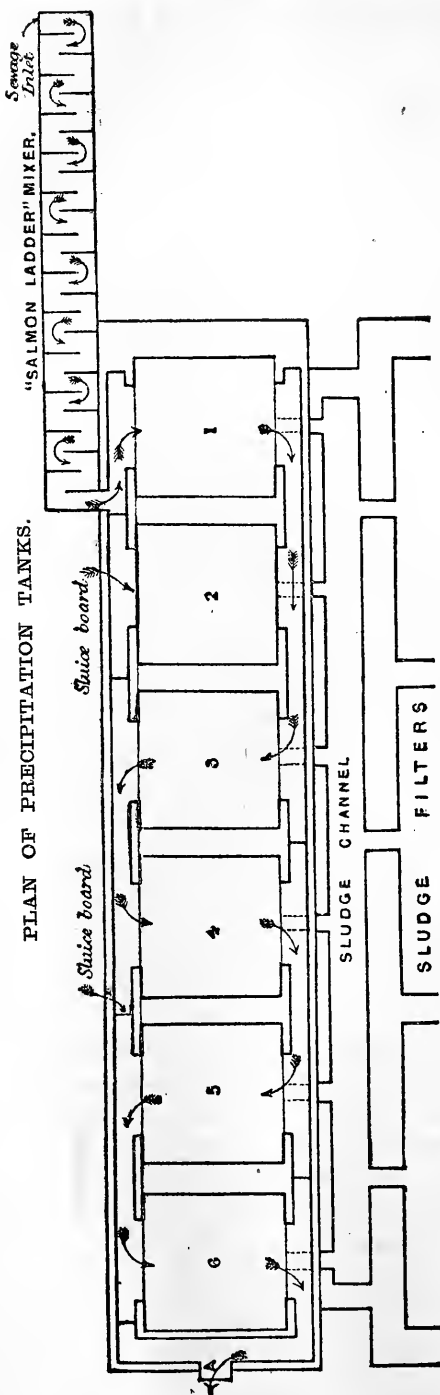 PLAN OF PRECIPITATION TANKS.
"SALMON LADDER" MIXER.
Sewage
Inlet
Sluice board
Sluice board
1
2
3
4
5
6
A
SLUDGE CHANNEL
SLUDGE FILTERS